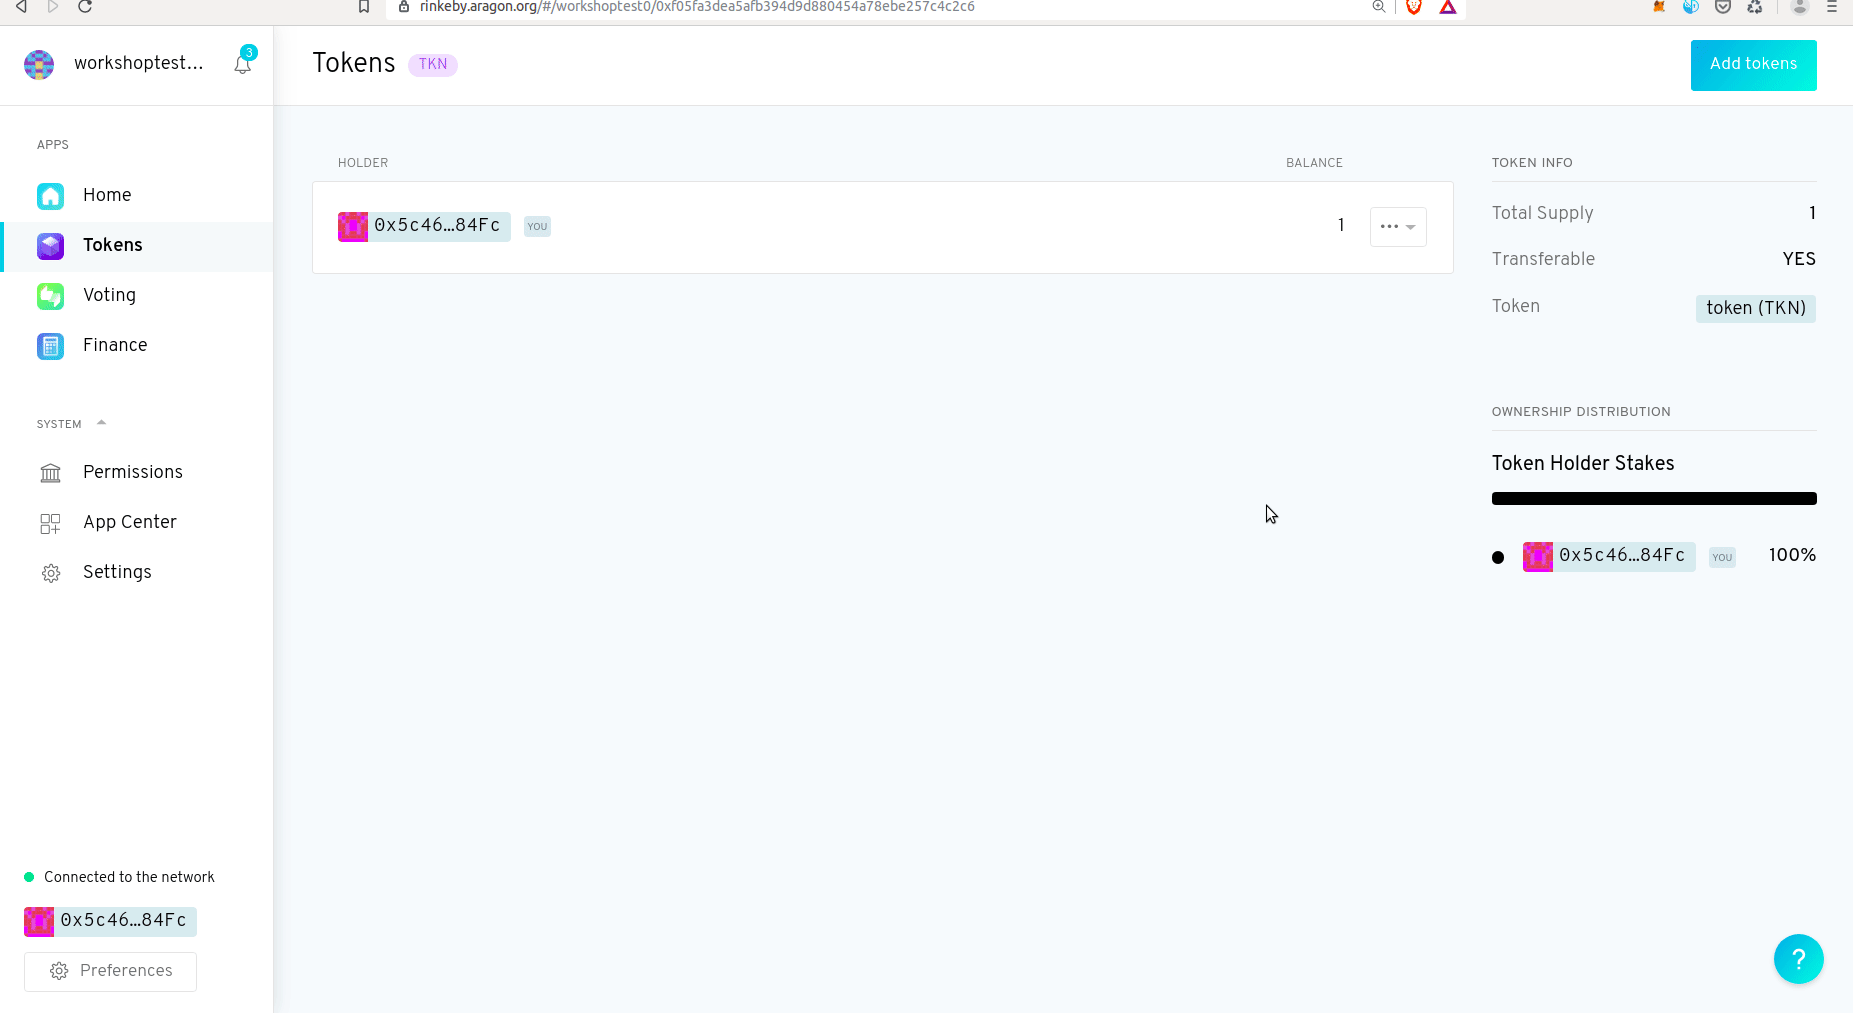 rinkeby.aragon.org/#/workshoptest0/0xf05fa3dea5afb394d9d880454a78ebe257c4c2c6
workshoptest...
3
Tokens TKN
Add tokens
APPS
Home
Tokens
Voting
Finance
SYSTEM
Permissions
App Center
Settings
Connected to the network
0x5c46…84Fc
Preferences
HOLDER BALANCE
0x5c46…84Fc YOU 1
TOKEN INFO
Total Supply 1
Transferable YES
Token token (TKN)
OWNERSHIP DISTRIBUTION
Token Holder Stakes
0x5c46…84Fc YOU 100%
?